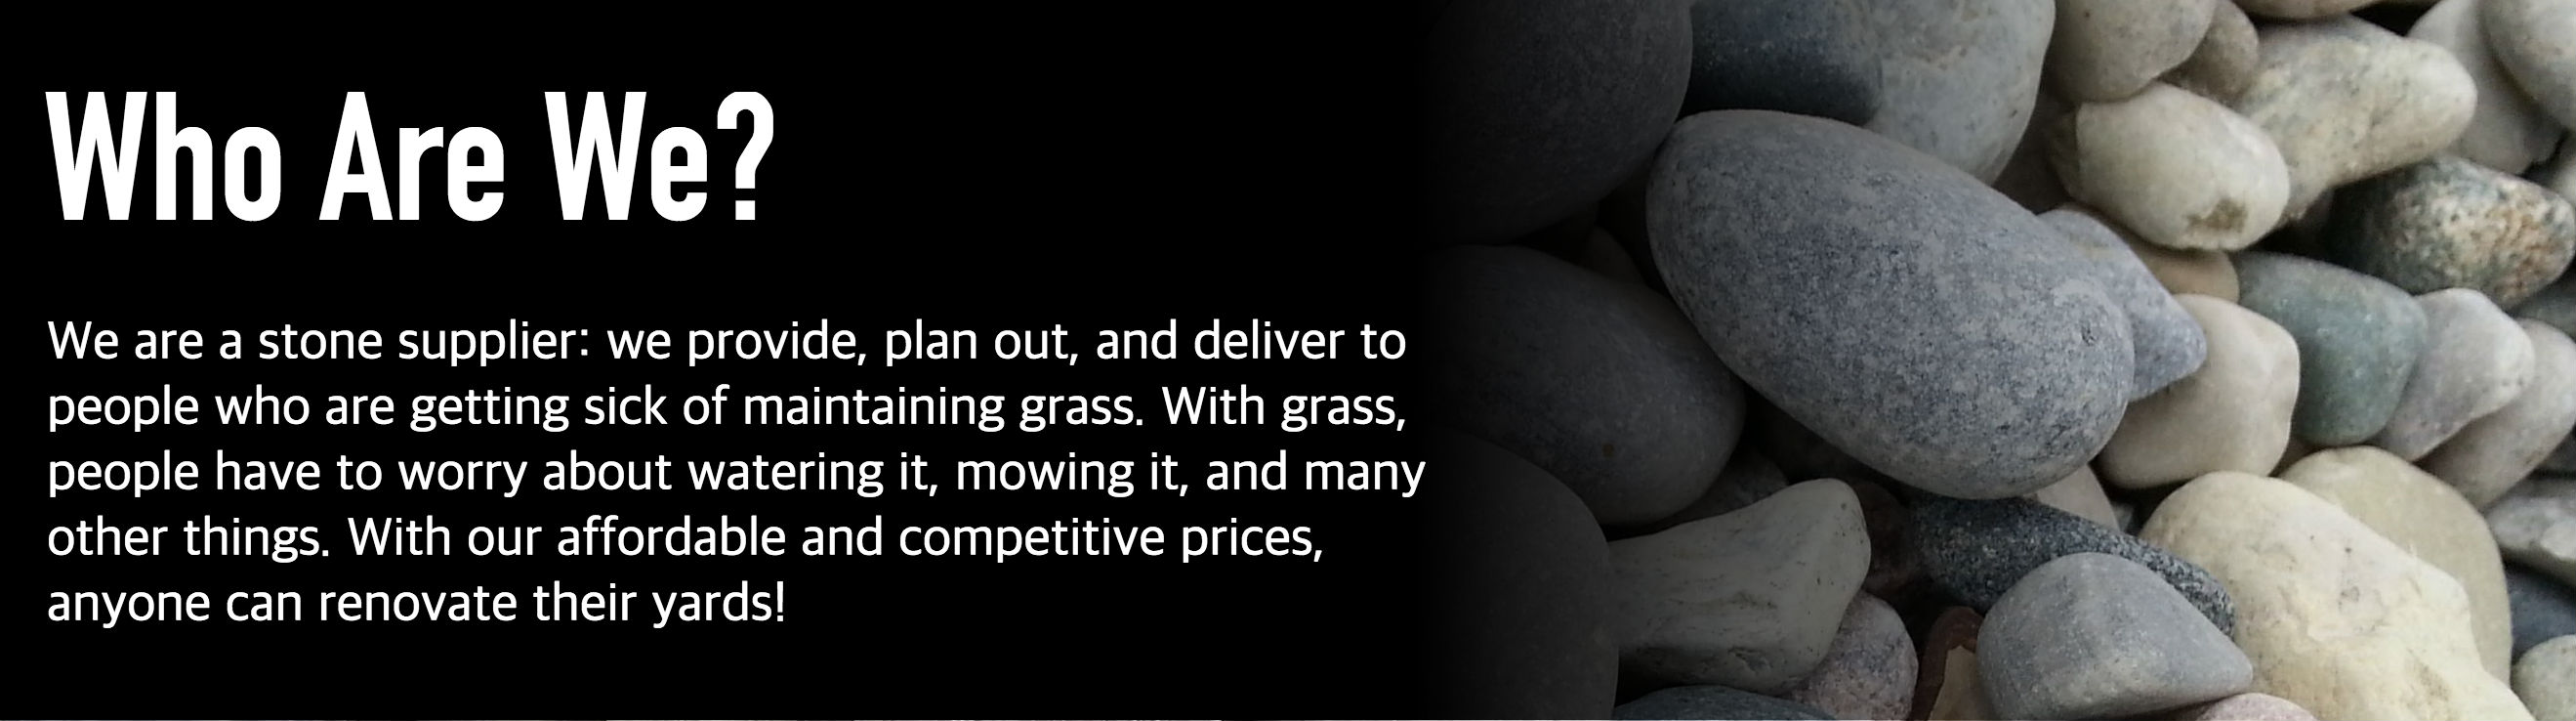 Who Are We?
We are a stone supplier: we provide, plan out, and deliver to
people who are getting sick of maintaining grass. With grass,
people have to worry about watering it, mowing it, and many
other things. With our affordable and competitive prices,
anyone can renovate their yards!